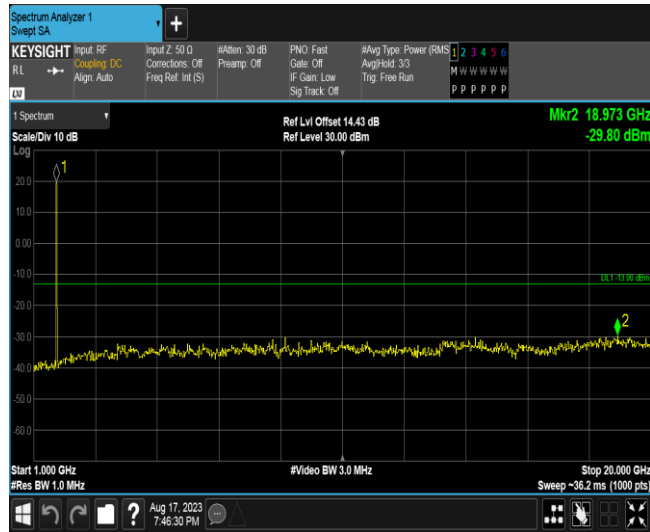 Spectrum Analyzer 1
Swept SA
+
KEYSIGHT
RL
LXI
Input: RF
Coupling: DC
Align: Auto
Input Z: 50 Ω
Corrections: Off
Freq Ref: Int (S)
#Atten: 30 dB
Preamp: Off
PNO: Fast
Gate: Off
IF Gain: Low
Sig Track: Off
#Avg Type: Power (RMS
Avg|Hold: 3/3
Trig: Free Run
1 2 3 4 5 6
M W W W W W
P P P P P P
1 Spectrum
Scale/Div 10 dB
Ref Lvl Offset 14.43 dB
Ref Level 30.00 dBm
Mkr2 18.973 GHz
-29.80 dBm
Log
1
20.0
10.0
0.00
-10.0
DL1 -13.00 dBm
-20.0
2
-30.0
-40.0
-50.0
-60.0
Start 1.000 GHz
#Video BW 3.0 MHz
Stop 20.000 GHz
#Res BW 1.0 MHz
Sweep ~36.2 ms (1000 pts)
?
Aug 17, 2023
7:46:30 PM